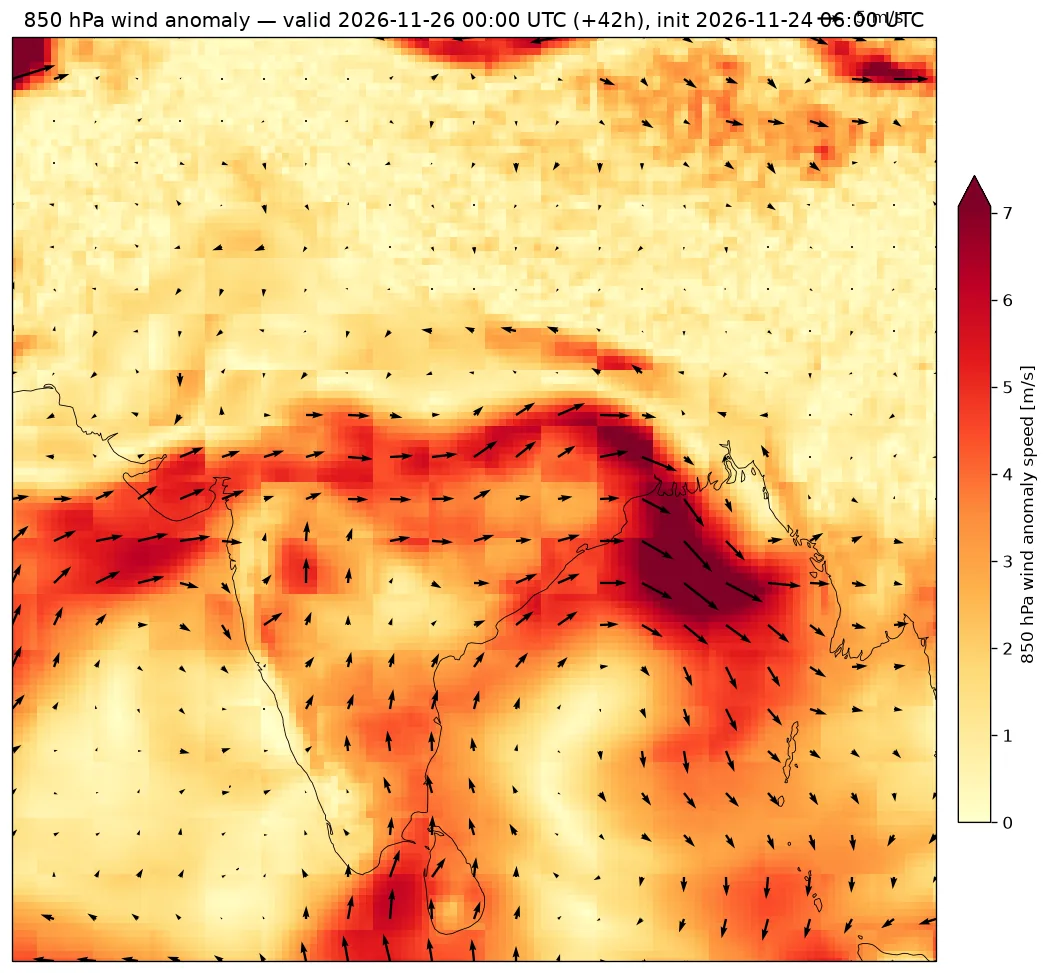 850 hPa wind anomaly — valid 2026-11-26 00:00 UTC (+42h), init 2026-11-24 06:00 UTC
5 m/s
7
6
5
4
3
2
1
0
850 hPa wind anomaly speed [m/s]